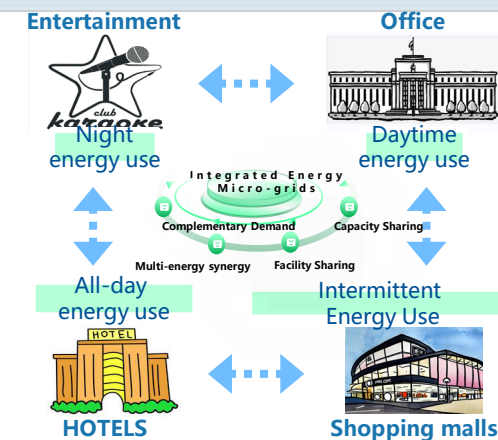 Entertainment
Office
club
karaoke
Night
energy use
Daytime
energy use
Integrated Energy
Micro-grids
Complementary Demand
Capacity Sharing
Multi-energy synergy
Facility Sharing
All-day
energy use
Intermittent
Energy Use
HOTEL
HOTELS
Shopping malls